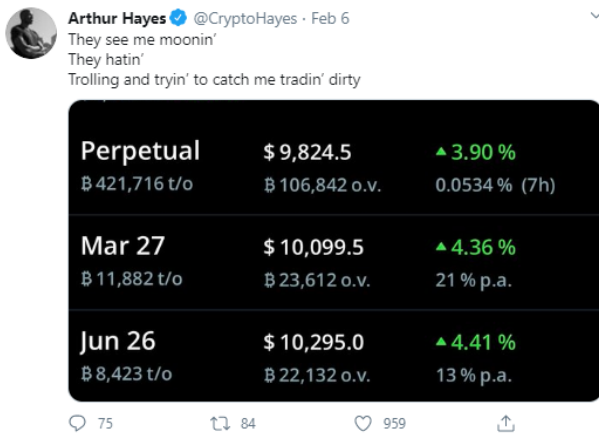 Arthur Hayes @CryptoHayes · Feb 6
They see me moonin'
They hatin'
Trolling and tryin' to catch me tradin' dirty
Perpetual $ 9,824.5 ▲ 3.90 %
₿ 421,716 t/o ₿ 106,842 o.v. 0.0534 % (7h)
Mar 27 $ 10,099.5 ▲ 4.36 %
₿ 11,882 t/o ₿ 23,612 o.v. 21 % p.a.
Jun 26 $ 10,295.0 ▲ 4.41 %
₿ 8,423 t/o ₿ 22,132 o.v. 13 % p.a.
75 84 959